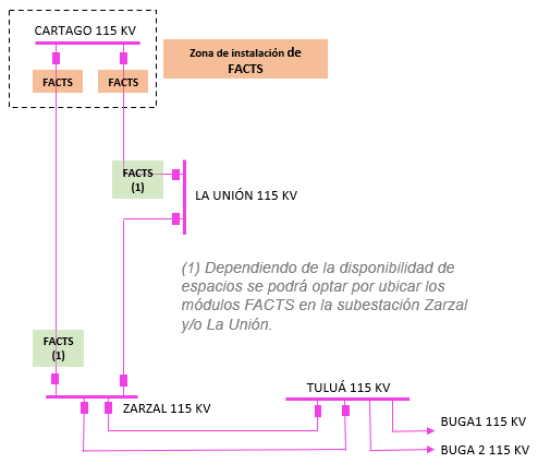 CARTAGO 115 KV
Zona de instalación de
FACTS
FACTS
FACTS
FACTS
(1)
LA UNIÓN 115 KV
(1) Dependiendo de la disponibilidad de
espacios se podrá optar por ubicar los
módulos FACTS en la subestación Zarzal
y/o La Unión.
FACTS
(1)
ZARZAL 115 KV
TULUÁ 115 KV
BUGA1 115 KV
BUGA 2 115 KV